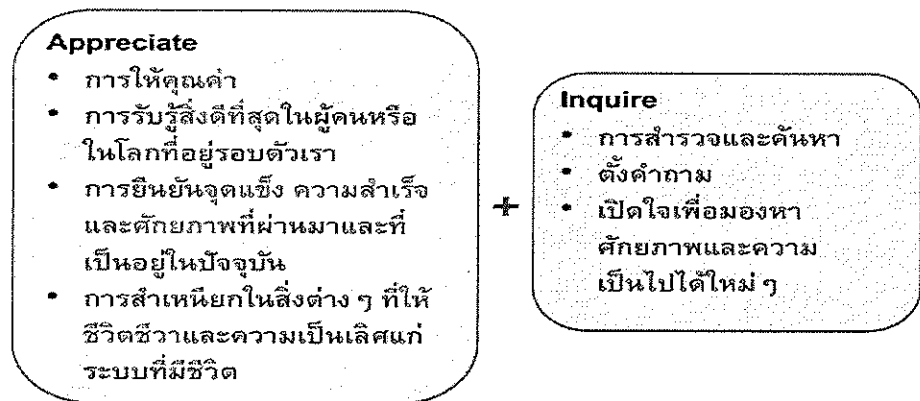 Appreciate
• การให้คุณค่า
• การรับรู้สิ่งดีที่สุดในผู้คนหรือ
ในโลกที่อยู่รอบตัวเรา
• การยืนยันจุดแข็ง ความสำเร็จ
และศักยภาพที่ผ่านมาและที่
เป็นอยู่ในปัจจุบัน
• การสำเหนียกในสิ่งต่าง ๆ ที่ให้
ชีวิตชีวาและความเป็นเลิศแก่
ระบบที่มีชีวิต
+
Inquire
• การสำรวจและค้นหา
• ตั้งคำถาม
• เปิดใจเพื่อมองหา
ศักยภาพและความ
เป็นไปได้ใหม่ ๆ